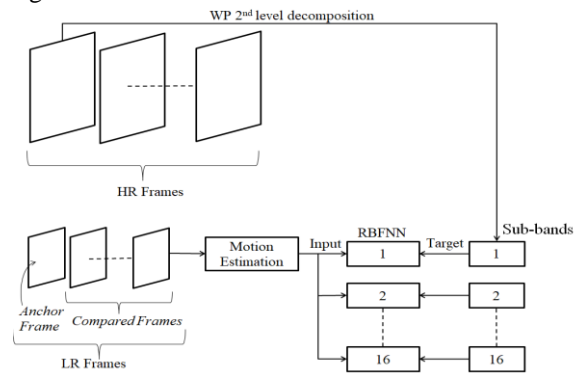 WP 2nd level decomposition
HR Frames
Sub-bands
RBFNN
Input
Target
Motion
Estimation
1
1
2
2
16
16
Anchor
Frame
Compared Frames
LR Frames